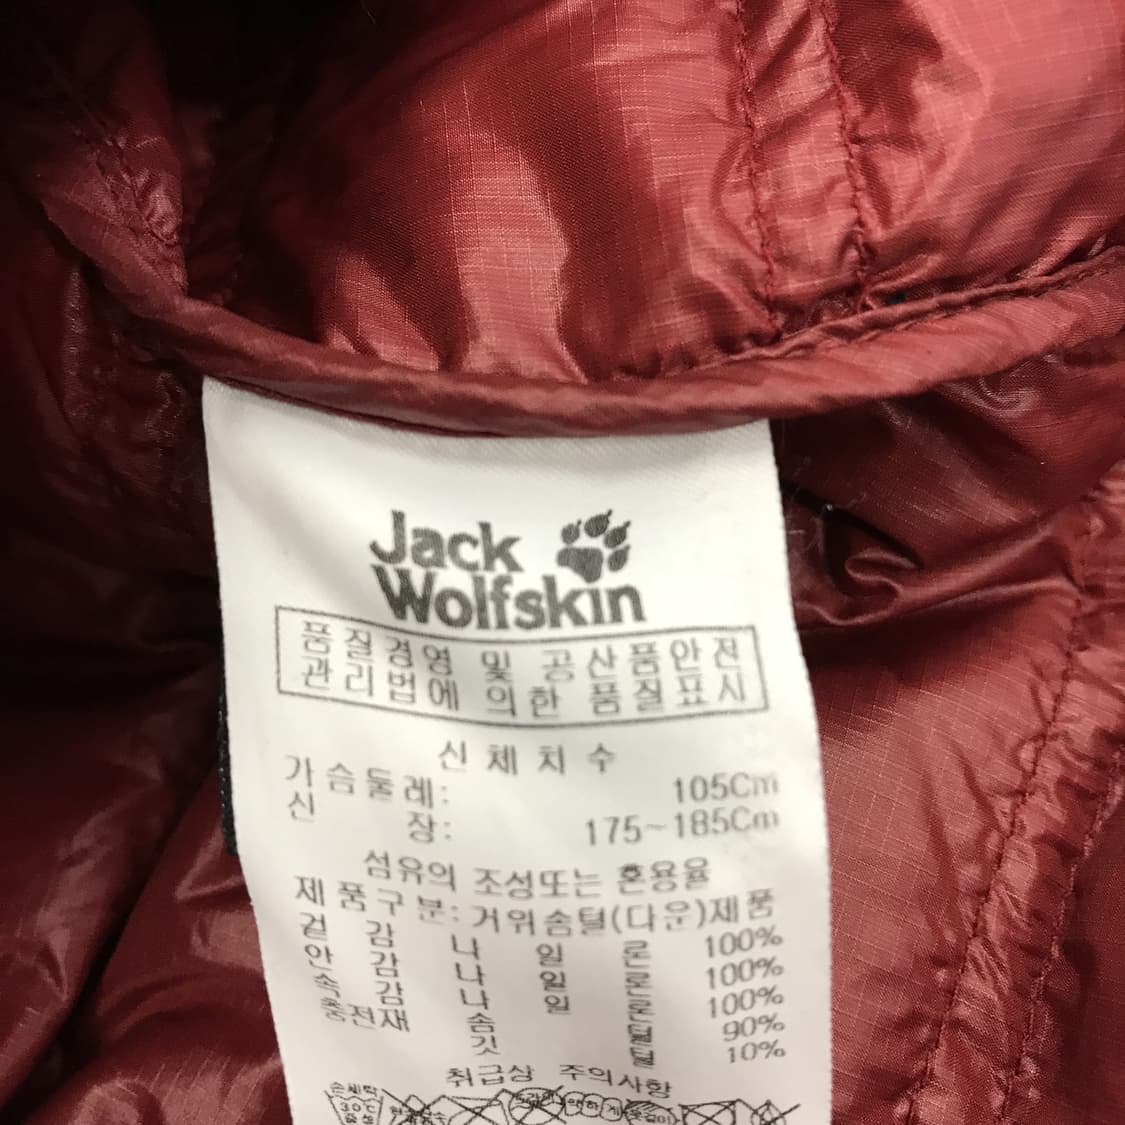 Jack
Wolfskin
품질경영 및 공산품안전
관리법에 의한 품질표시
신체치수
가슴둘레: 105Cm
신장: 175~185Cm
섬유의 조성또는 혼용율
제품구분: 거위솜털(다운)제품
겉감 나일론 100%
안감 나일론 100%
속감 나일론 100%
충전재 솜털 90%
깃털 10%
취급상 주의사항
손세탁
30℃